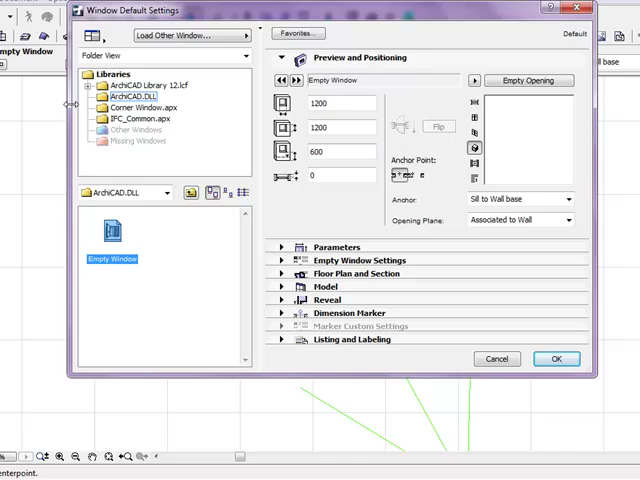 Window Default Settings
Load Other Window...
Favorites...
Default
Empty Window
Folder View
Preview and Positioning
Libraries
ArchiCAD Library 12.lcf
ArchiCAD.DLL
Corner Window.apx
IFC_Common.apx
Other Windows
Missing Windows
Empty Window
Empty Opening
1200
1200
600
0
Flip
Anchor Point:
Anchor:
Sill to Wall base
Opening Plane:
Associated to Wall
ArchiCAD.DLL
Empty Window
Parameters
Empty Window Settings
Floor Plan and Section
Model
Reveal
Dimension Marker
Marker Custom Settings
Listing and Labeling
Cancel
OK
base
enterpoint.